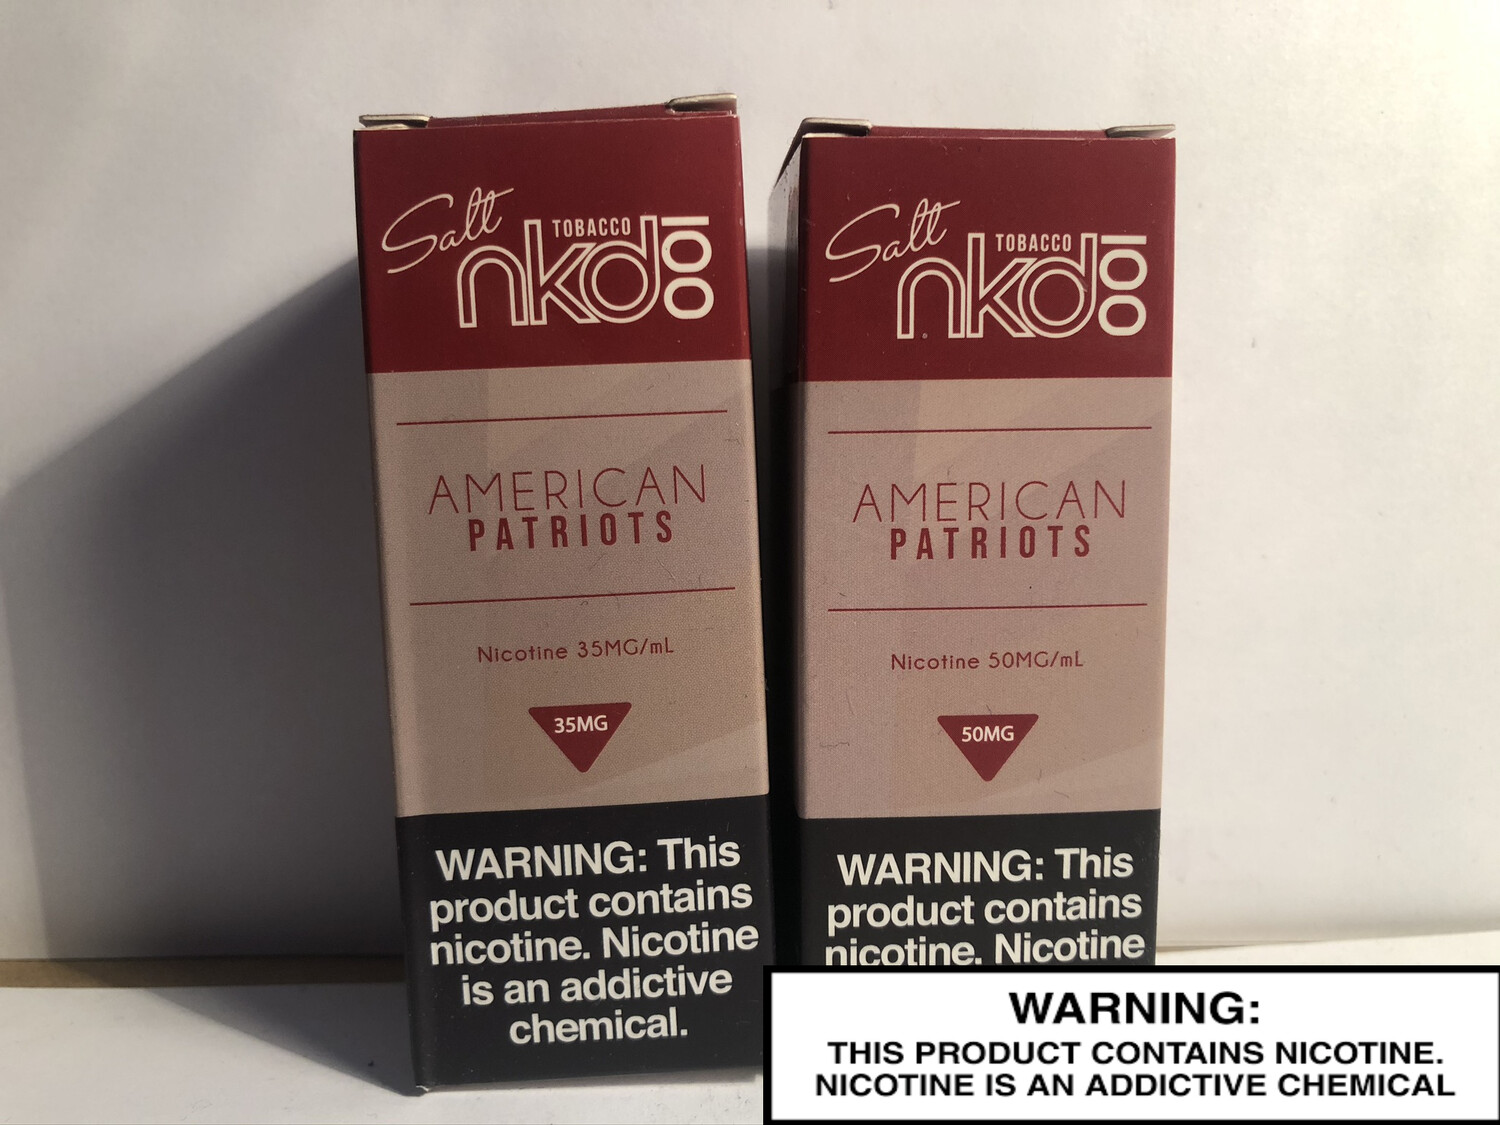 Salt
TOBACCO
nkd 100
AMERICAN
PATRIOTS
Nicotine 35MG/mL
35MG
WARNING: This
product contains
nicotine. Nicotine
is an addictive
chemical.
Salt
TOBACCO
nkd 100
AMERICAN
PATRIOTS
Nicotine 50MG/mL
50MG
WARNING: This
product contains
nicotine. Nicotine
WARNING:
THIS PRODUCT CONTAINS NICOTINE.
NICOTINE IS AN ADDICTIVE CHEMICAL